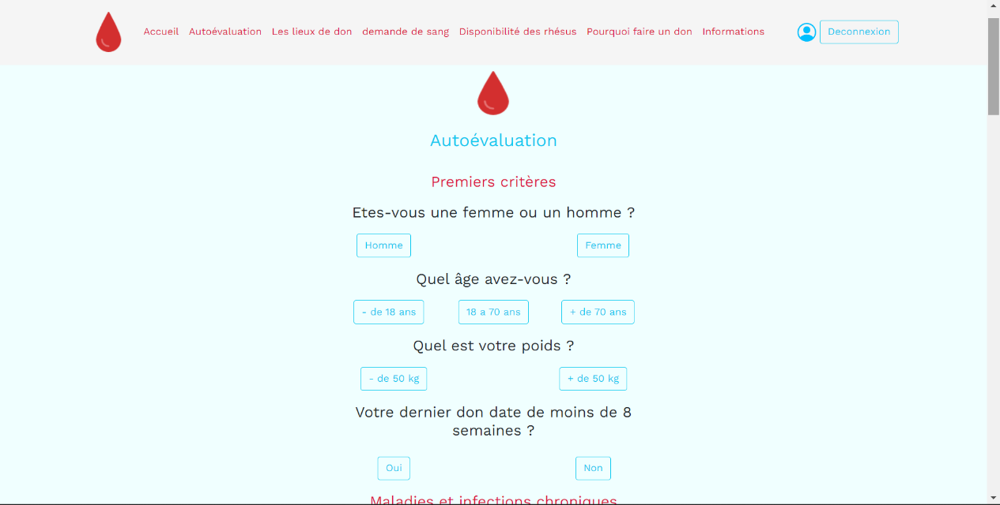 Accueil Autoévaluation Les lieux de don demande de sang Disponibilité des rhésus Pourquoi faire un don Informations Deconnexion
Autoévaluation
Premiers critères
Etes-vous une femme ou un homme ?
Homme Femme
Quel âge avez-vous ?
- de 18 ans 18 a 70 ans + de 70 ans
Quel est votre poids ?
- de 50 kg + de 50 kg
Votre dernier don date de moins de 8
semaines ?
Oui Non
Maladies et infections chroniques